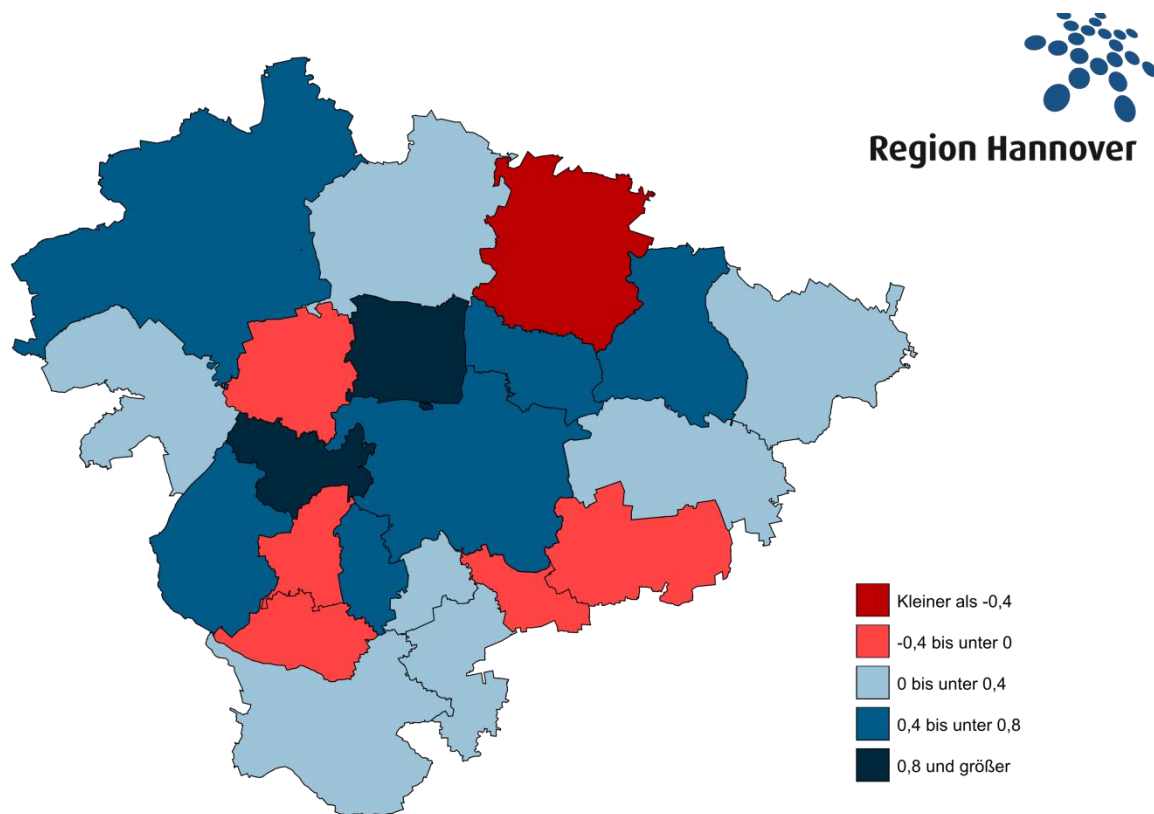 Region Hannover
Kleiner als -0,4
-0,4 bis unter 0
0 bis unter 0,4
0,4 bis unter 0,8
0,8 und größer